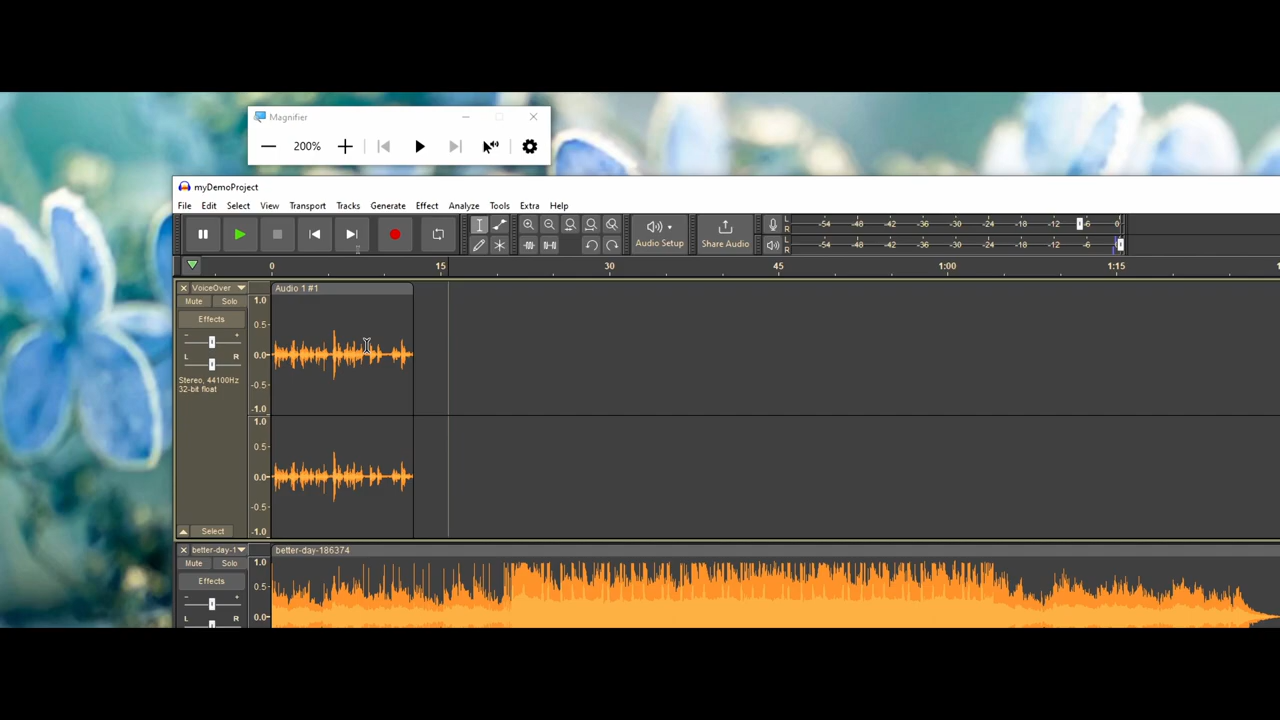 Magnifier
200%
myDemoProject
File Edit Select View Transport Tracks Generate Effect Analyze Tools Extra Help
Audio Setup
Share Audio
L
R
-54 -48 -42 -36 -30 -24 -18 -12 -6 0
L
R
-54 -48 -42 -36 -30 -24 -18 -12 -6
0 15 30 45 1:00 1:15
VoiceOver
Audio 1 #1
Mute Solo
Effects
- +
L R
Stereo, 44100Hz
32-bit float
1.0
0.5
0.0
-0.5
-1.0
1.0
0.5
0.0
-0.5
-1.0
Select
better-day-1
better-day-186374
Mute Solo
Effects
- +
L R
1.0
0.5
0.0